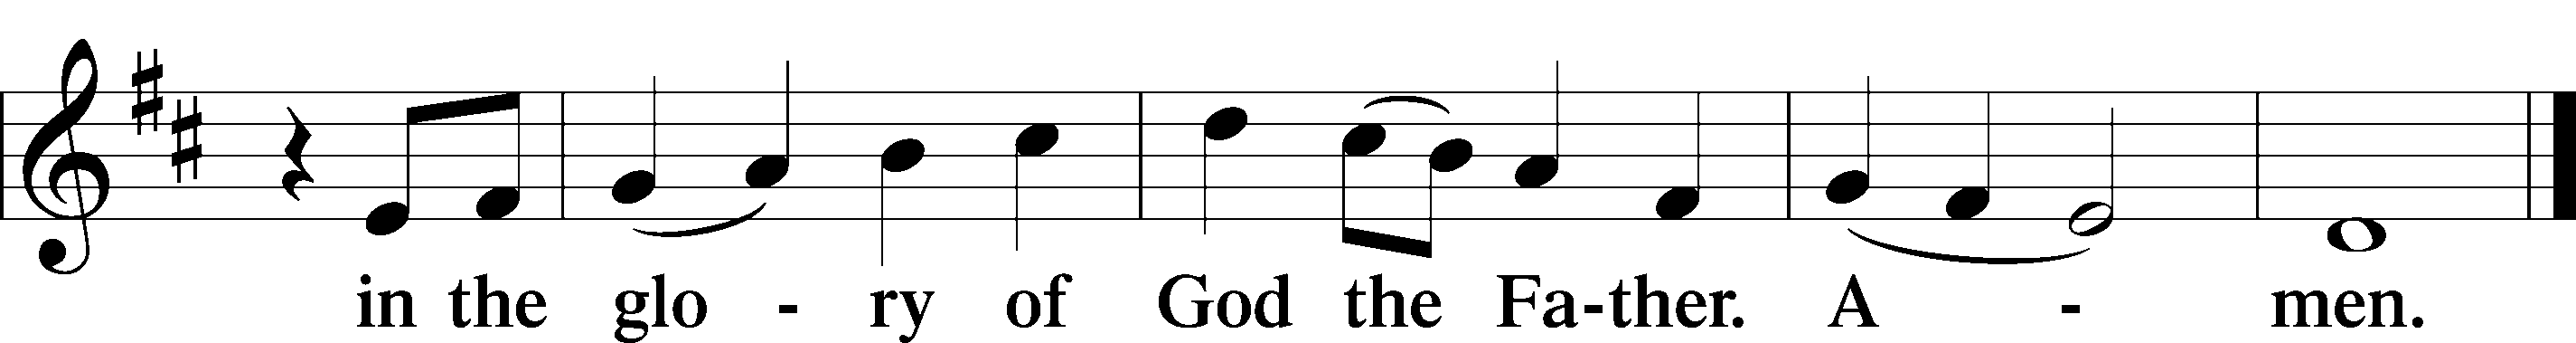 in the glo - ry of God the Fa-ther. A - men.